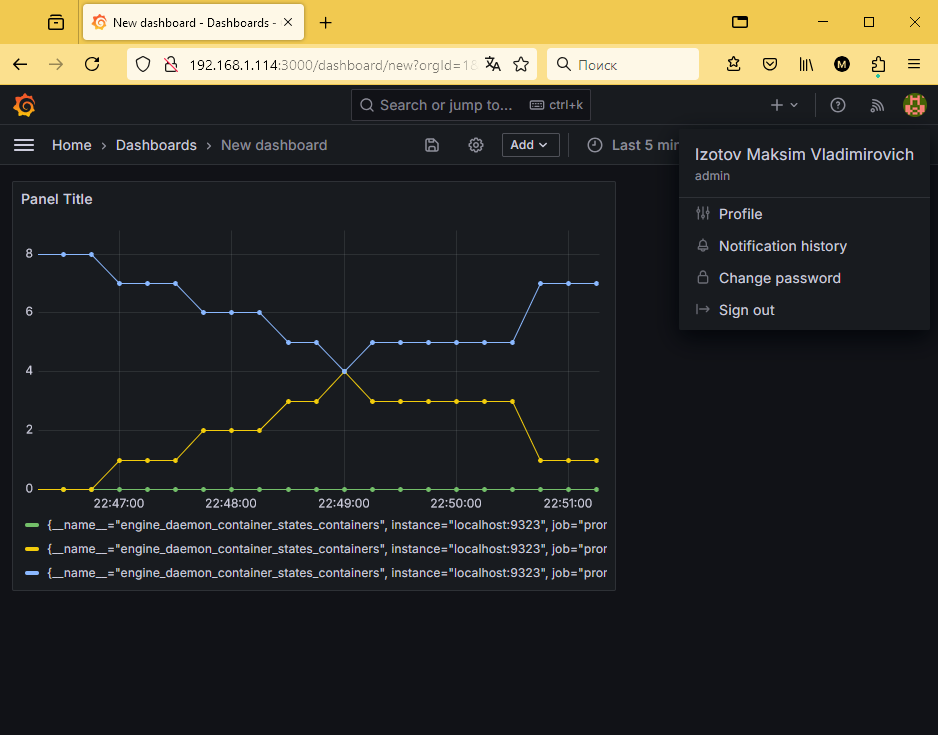 New dashboard - Dashboards -
192.168.1.114:3000/dashboard/new?orgId=18
Поиск
M
Search or jump to... ctrl+k
Home › Dashboards › New dashboard
Add
Last 5 min
Izotov Maksim Vladimirovich
admin
Profile
Notification history
Change password
Sign out
Panel Title
8
6
4
2
0
22:47:00 22:48:00 22:49:00 22:50:00 22:51:00
{__name__="engine_daemon_container_states_containers", instance="localhost:9323", job="pror
{__name__="engine_daemon_container_states_containers", instance="localhost:9323", job="pror
{__name__="engine_daemon_container_states_containers", instance="localhost:9323", job="pror